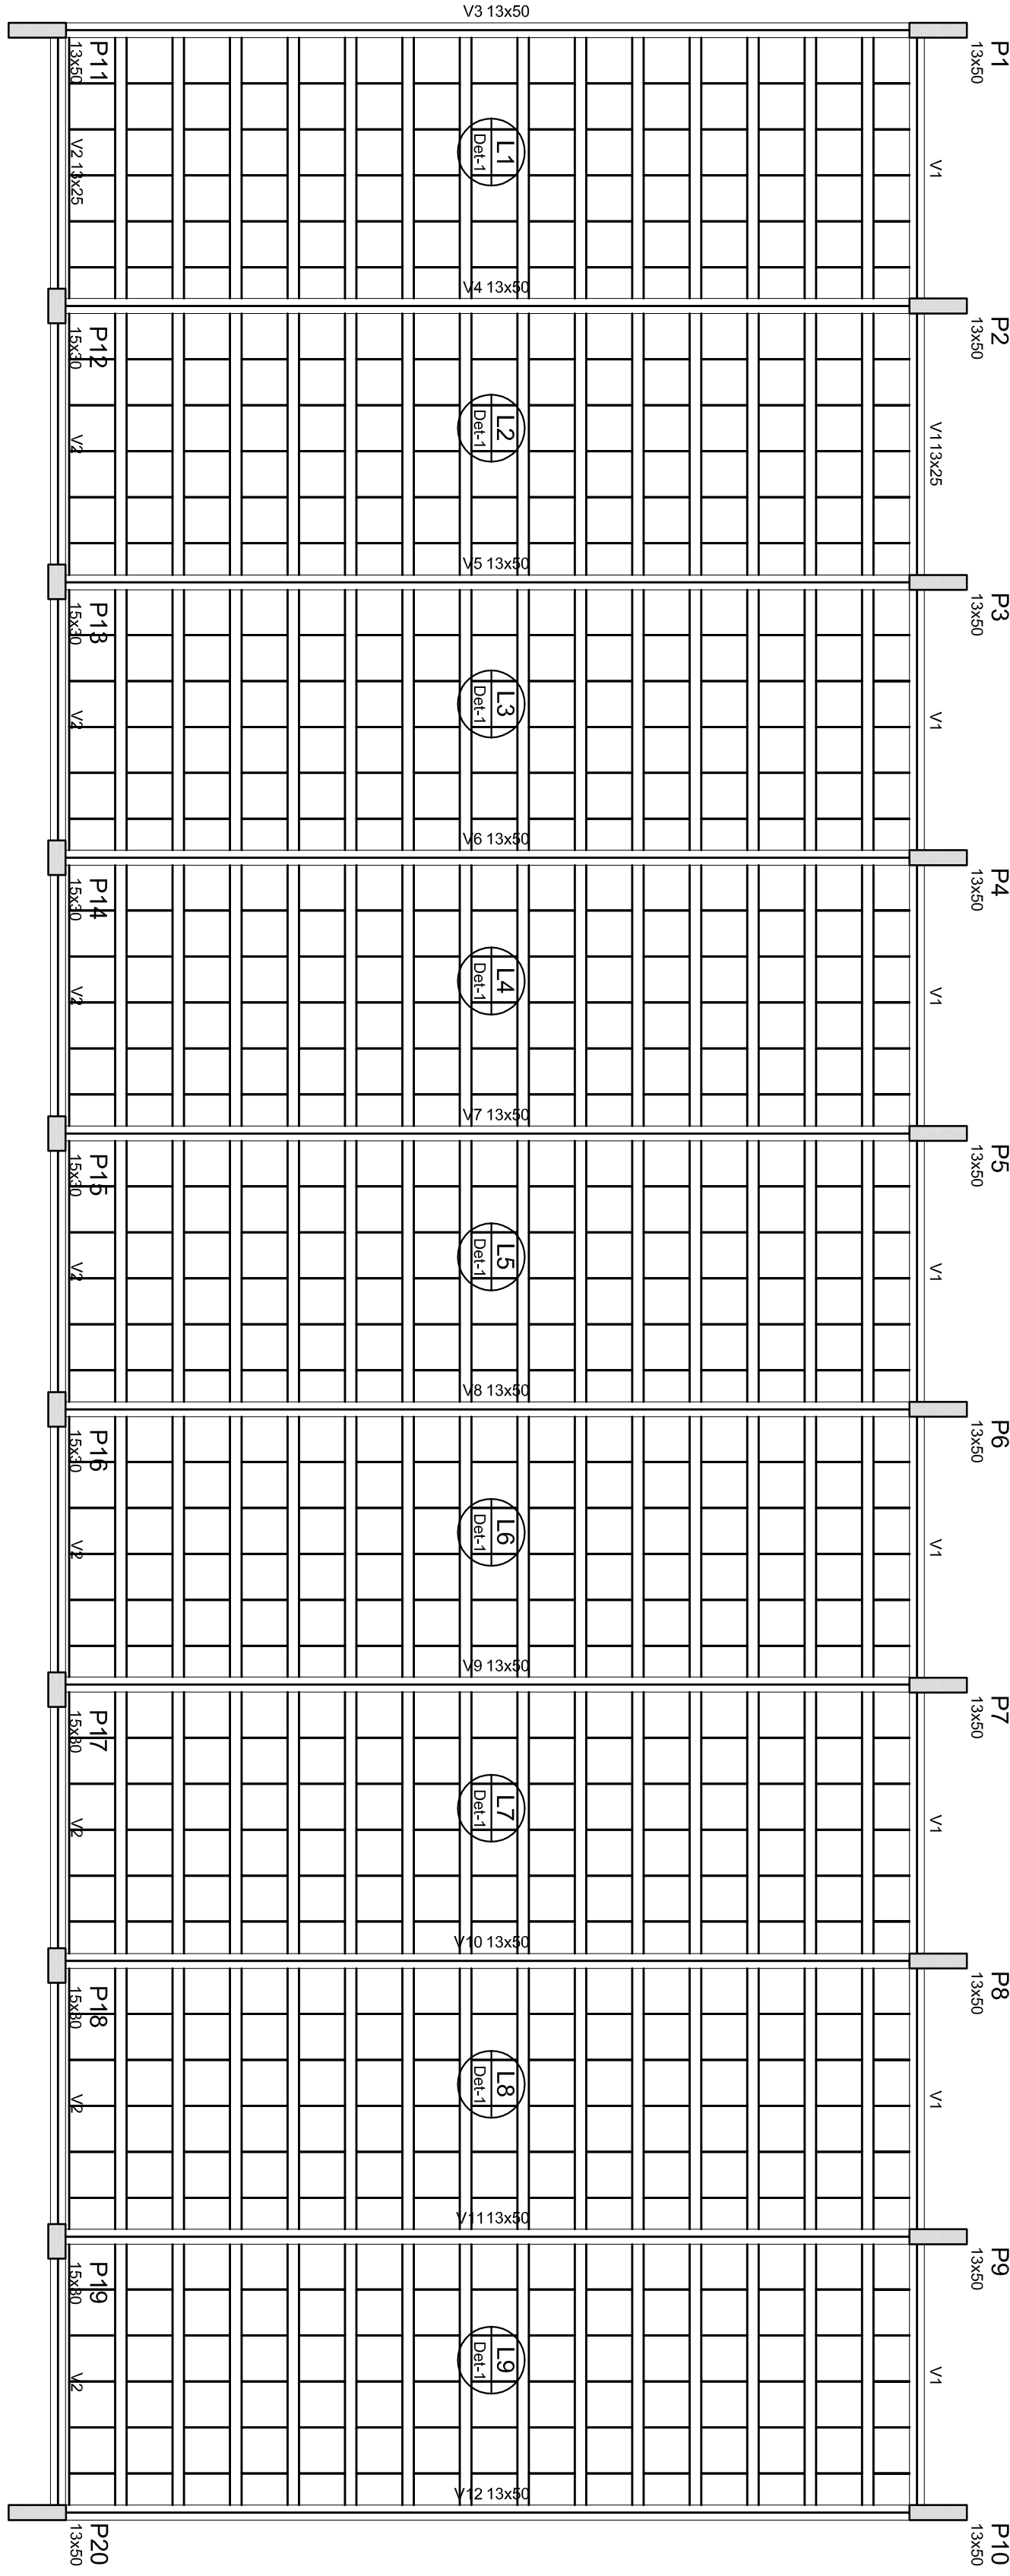 V3 13x50
P11
13x50
P1
13x50
L1
Det-1
V2 13x25
V1
V4 13x50
P12
15x30
P2
13x50
L2
Det-1
V2
V1 13x25
V5 13x50
P13
15x30
P3
13x50
L3
Det-1
V2
V1
V6 13x50
P14
15x30
P4
13x50
L4
Det-1
V2
V1
V7 13x50
P15
15x30
P5
13x50
L5
Det-1
V2
V1
V8 13x50
P16
15x30
P6
13x50
L6
Det-1
V2
V1
V9 13x50
P17
15x30
P7
13x50
L7
Det-1
V2
V1
V10 13x50
P18
15x30
P8
13x50
L8
Det-1
V2
V1
V11 13x50
P19
15x30
P9
13x50
L9
Det-1
V2
V1
V12 13x50
P20
13x50
P10
13x50